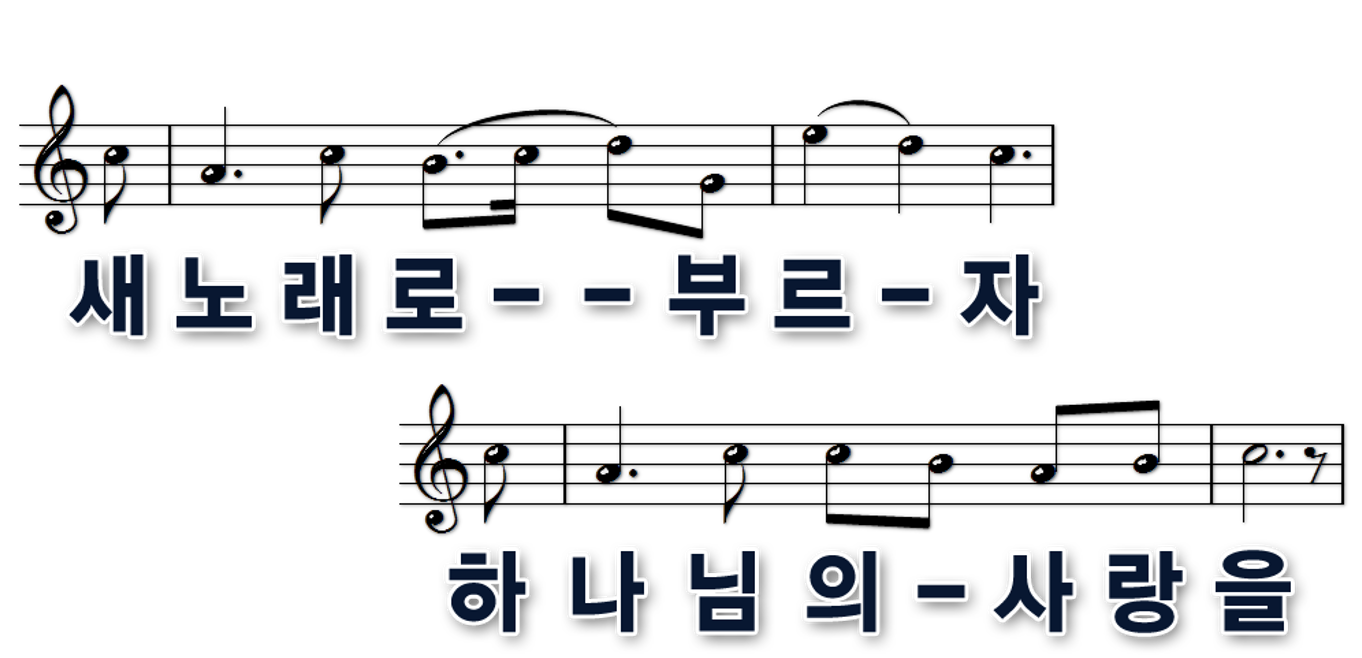 새 노 래 로 - - 부 르 - 자
하 나 님 의 - 사 랑 을